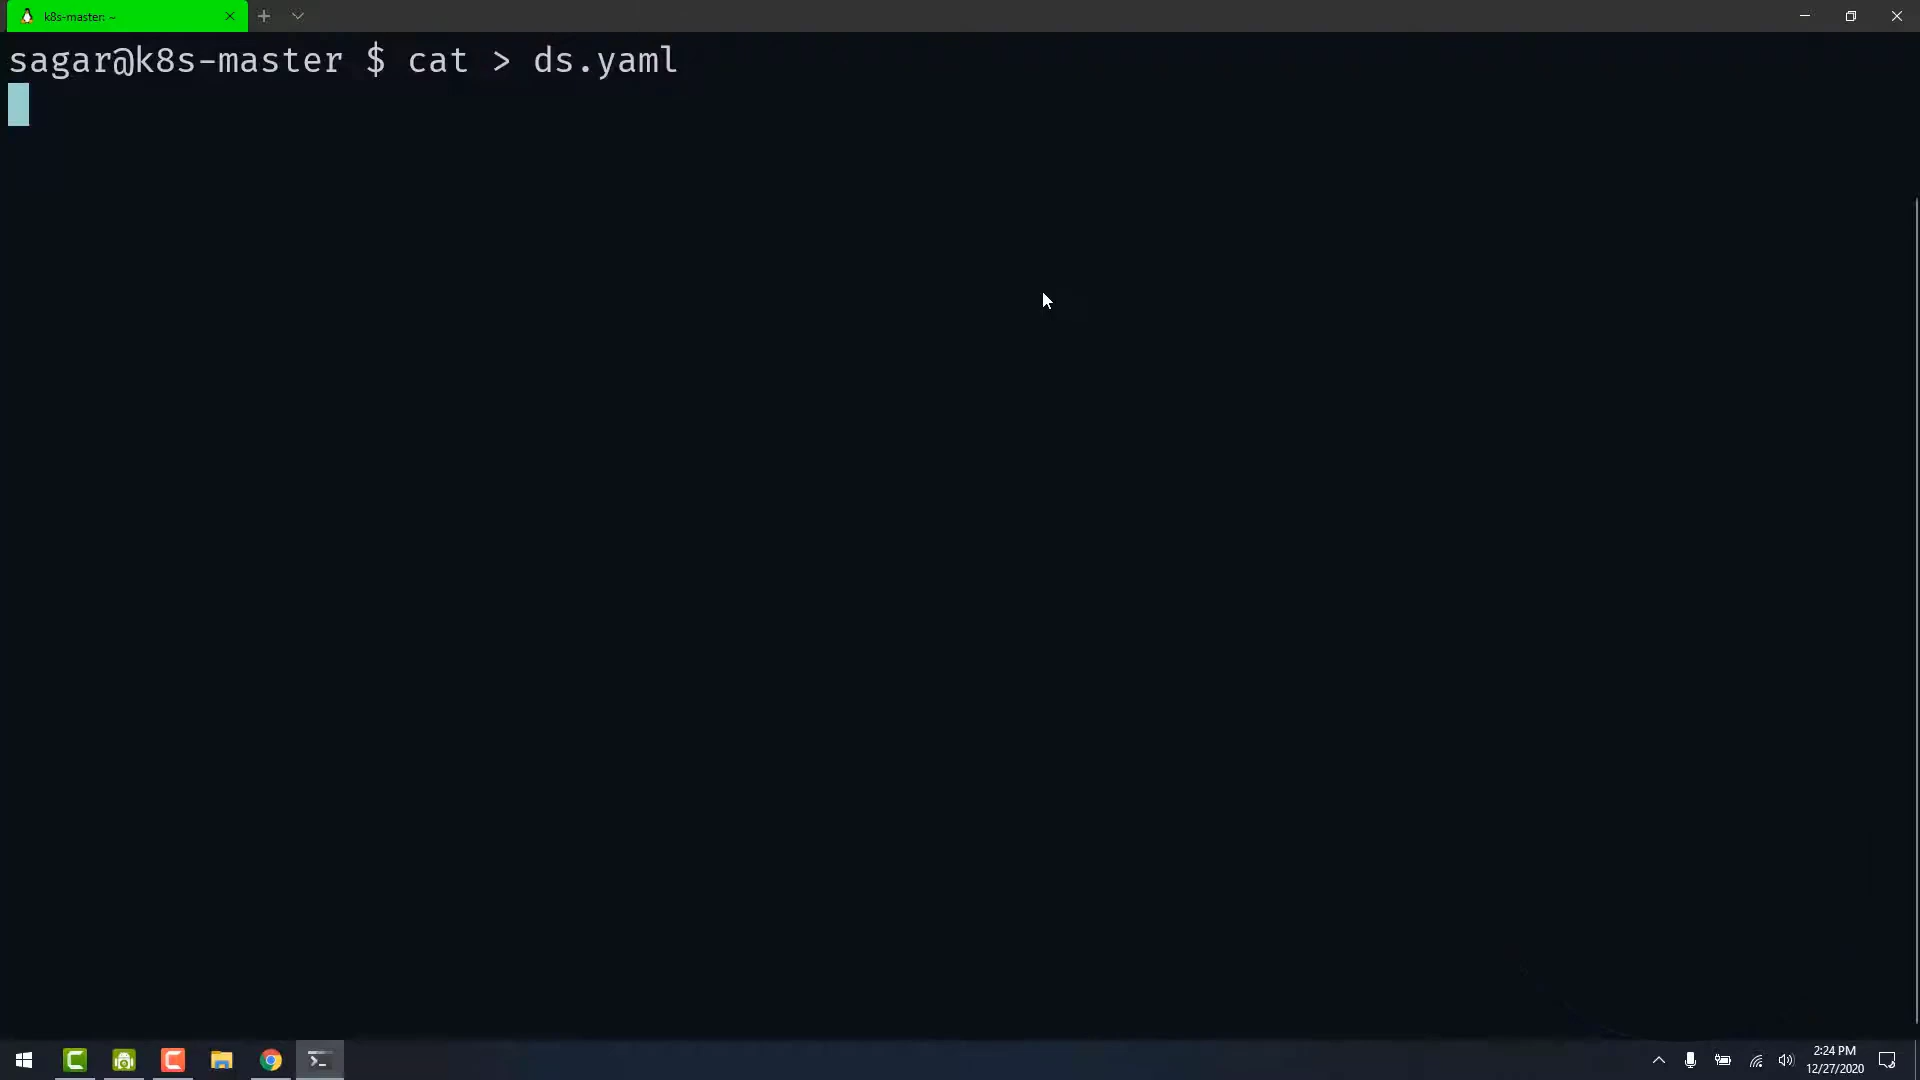 k8s-master: ~
sagar@k8s-master $ cat > ds.yaml
2:24 PM
12/27/2020